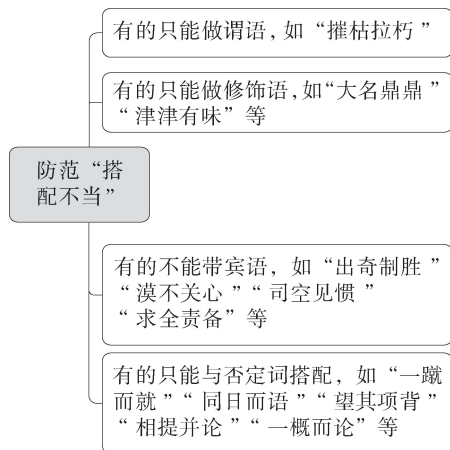 有的只能做谓语，如“摧枯拉朽”
有的只能做修饰语，如“大名鼎鼎”
“津津有味”等
防范“搭
配不当”
有的不能带宾语，如“出奇制胜”
“漠不关心”“司空见惯”
“求全责备”等
有的只能与否定词搭配，如“一蹴
而就”“同日而语”“望其项背”
“相提并论”“一概而论”等